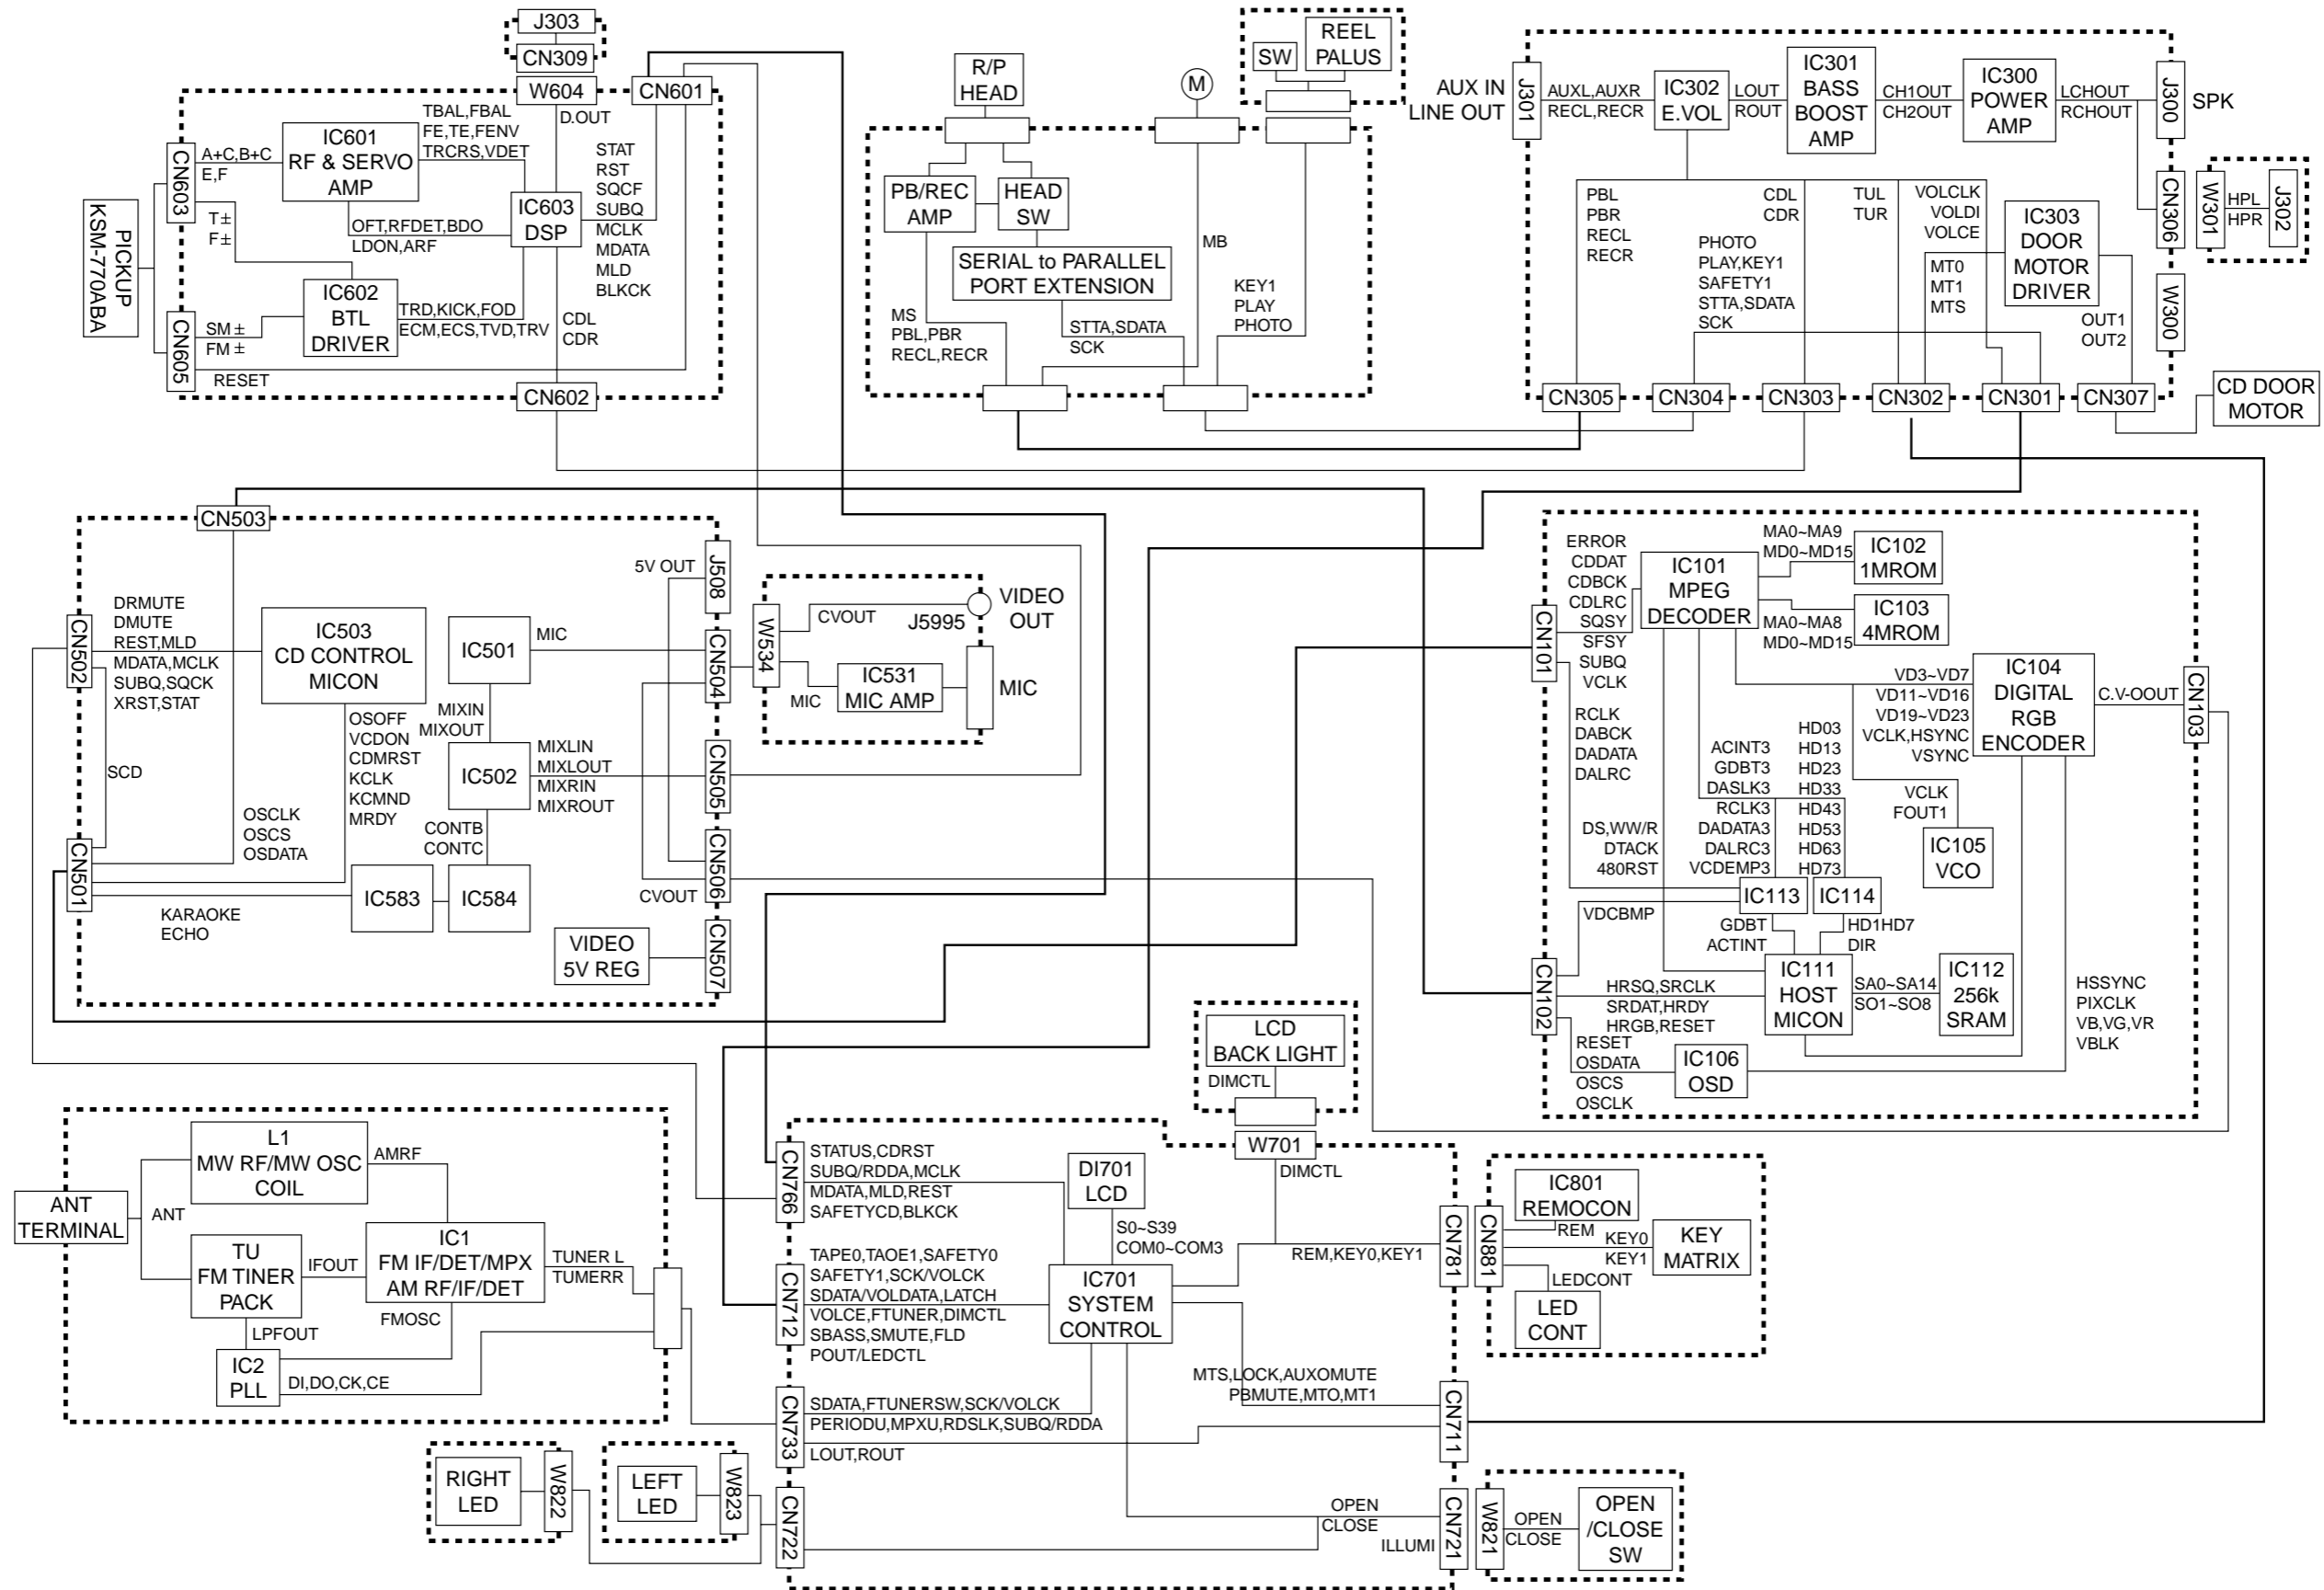 J303
CN309
W604
CN601
D.OUT
TBAL,FBAL
FE,TE,FENV
TRCRS,VDET
IC601
RF & SERVO
AMP
A+C,B+C
E,F
CN603
T±
F±
PICKUP
KSM-770ABA
OFT,RFDET,BDO
LDON,ARF
IC603
DSP
STAT
RST
SQCF
SUBQ
MCLK
MDATA
MLD
BLKCK
IC602
BTL
DRIVER
TRD,KICK,FOD
ECM,ECS,TVD,TRV
SM±
FM±
CN605
RESET
CDL
CDR
CN602
R/P
HEAD
M
SW
REEL
PALUS
PB/REC
AMP
HEAD
SW
SERIAL to PARALLEL
PORT EXTENSION
MB
MS
PBL,PBR
RECL,RECR
STTA,SDATA
SCK
KEY1
PLAY
PHOTO
AUX IN
LINE OUT
J301
AUXL,AUXR
RECL,RECR
IC302
E.VOL
LOUT
ROUT
IC301
BASS
BOOST
AMP
CH1OUT
CH2OUT
IC300
POWER
AMP
LCHOUT
RCHOUT
J300
SPK
PBL
PBR
RECL
RECR
CDL
CDR
PHOTO
PLAY,KEY1
SAFETY1
STTA,SDATA
SCK
TUL
TUR
VOLCLK
VOLDI
VOLCE
MT0
MT1
MTS
IC303
DOOR
MOTOR
DRIVER
OUT1
OUT2
CN306
W301
HPL
HPR
J302
W300
CN305
CN304
CN303
CN302
CN301
CN307
CD DOOR
MOTOR
CN503
CN502
DRMUTE
DMUTE
REST,MLD
MDATA,MCLK
SUBQ,SQCK
XRST,STAT
IC503
CD CONTROL
MICON
SCD
CN501
OSCLK
OSCS
OSDATA
OSOFF
VCDON
CDMRST
KCLK
KCMND
MRDY
KARAOKE
ECHO
IC501
MIC
MIXIN
MIXOUT
IC502
MIXLIN
MIXLOUT
MIXRIN
MIXROUT
CONTB
CONTC
IC583
IC584
5V OUT
J508
CN504
CN505
CN506
CVOUT
CN507
VIDEO
5V REG
W534
CVOUT
J5995
VIDEO
OUT
MIC
IC531
MIC AMP
MIC
ERROR
CDDAT
CDBCK
CDLRC
SQSY
SFSY
SUBQ
VCLK
CN101
IC101
MPEG
DECODER
MA0~MA9
MD0~MD15
IC102
1MROM
MA0~MA8
MD0~MD15
IC103
4MROM
RCLK
DABCK
DADATA
DALRC
VD3~VD7
VD11~VD16
VD19~VD23
VCLK,HSYNC
VSYNC
IC104
DIGITAL
RGB
ENCODER
C.V-OOUT
CN103
ACINT3
GDBT3
DASLK3
RCLK3
DADATA3
DALRC3
VCDEMP3
HD03
HD13
HD23
HD33
HD43
HD53
HD63
HD73
DS,WW/R
DTACK
480RST
VCLK
FOUT1
IC105
VCO
IC113
IC114
VDCBMP
GDBT
ACTINT
HD1HD7
DIR
CN102
HRSQ,SRCLK
SRDAT,HRDY
HRGB,RESET
IC111
HOST
MICON
SA0~SA14
SO1~SO8
IC112
256k
SRAM
RESET
OSDATA
OSCS
OSCLK
IC106
OSD
HSSYNC
PIXCLK
VB,VG,VR
VBLK
LCD
BACK LIGHT
DIMCTL
W701
DIMCTL
ANT
TERMINAL
ANT
L1
MW RF/MW OSC
COIL
AMRF
TU
FM TINER
PACK
IFOUT
IC1
FM IF/DET/MPX
AM RF/IF/DET
TUNER L
TUMERR
FMOSC
LPFOUT
IC2
PLL
DI,DO,CK,CE
CN766
STATUS,CDRST
SUBQ/RDDA,MCLK
MDATA,MLD,REST
SAFETYCD,BLKCK
DI701
LCD
S0~S39
COM0~COM3
CN712
TAPE0,TAOE1,SAFETY0
SAFETY1,SCK/VOLCK
SDATA/VOLDATA,LATCH
VOLCE,FTUNER,DIMCTL
SBASS,SMUTE,FLD
POUT/LEDCTL
IC701
SYSTEM
CONTROL
REM,KEY0,KEY1
CN781
CN881
IC801
REMOCON
REM
KEY0
KEY1
KEY
MATRIX
LEDCONT
LED
CONT
MTS,LOCK,AUXOMUTE
PBMUTE,MTO,MT1
CN711
CN733
SDATA,FTUNERSW,SCK/VOLCK
PERIODU,MPXU,RDSLK,SUBQ/RDDA
LOUT,ROUT
RIGHT
LED
W822
LEFT
LED
W823
CN722
OPEN
CLOSE
ILLUMI
CN721
W821
OPEN
CLOSE
OPEN
/CLOSE
SW